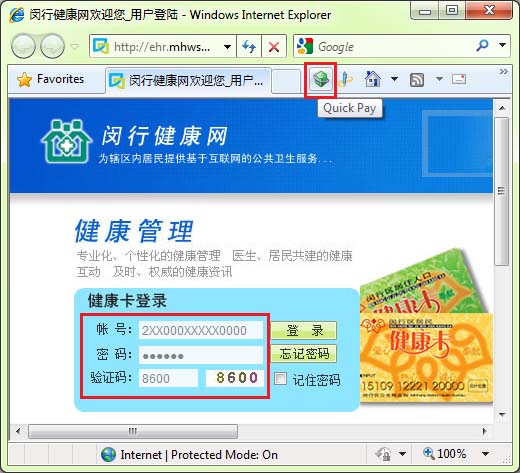 闵行健康网欢迎您_用户登陆 - Windows Internet Explorer
http://ehr.mhws...
Google
Favorites
闵行健康网欢迎您_用户...
Quick Pay
闵行健康网
为辖区内居民提供基于互联网的公共卫生服务...
健康管理
专业化、个性化的健康管理 医生、居民共建的健康
互动 及时、权威的健康资讯
健康卡登录
帐 号: 2XX000XXXXX0000 登 录
密 码: ●●●●●● 忘记密码
验证码: 8600 8600 记住密码
闵行区居住人口
健康卡
闵行区居民
健康卡
15109 12221 20000
Internet | Protected Mode: On
100%